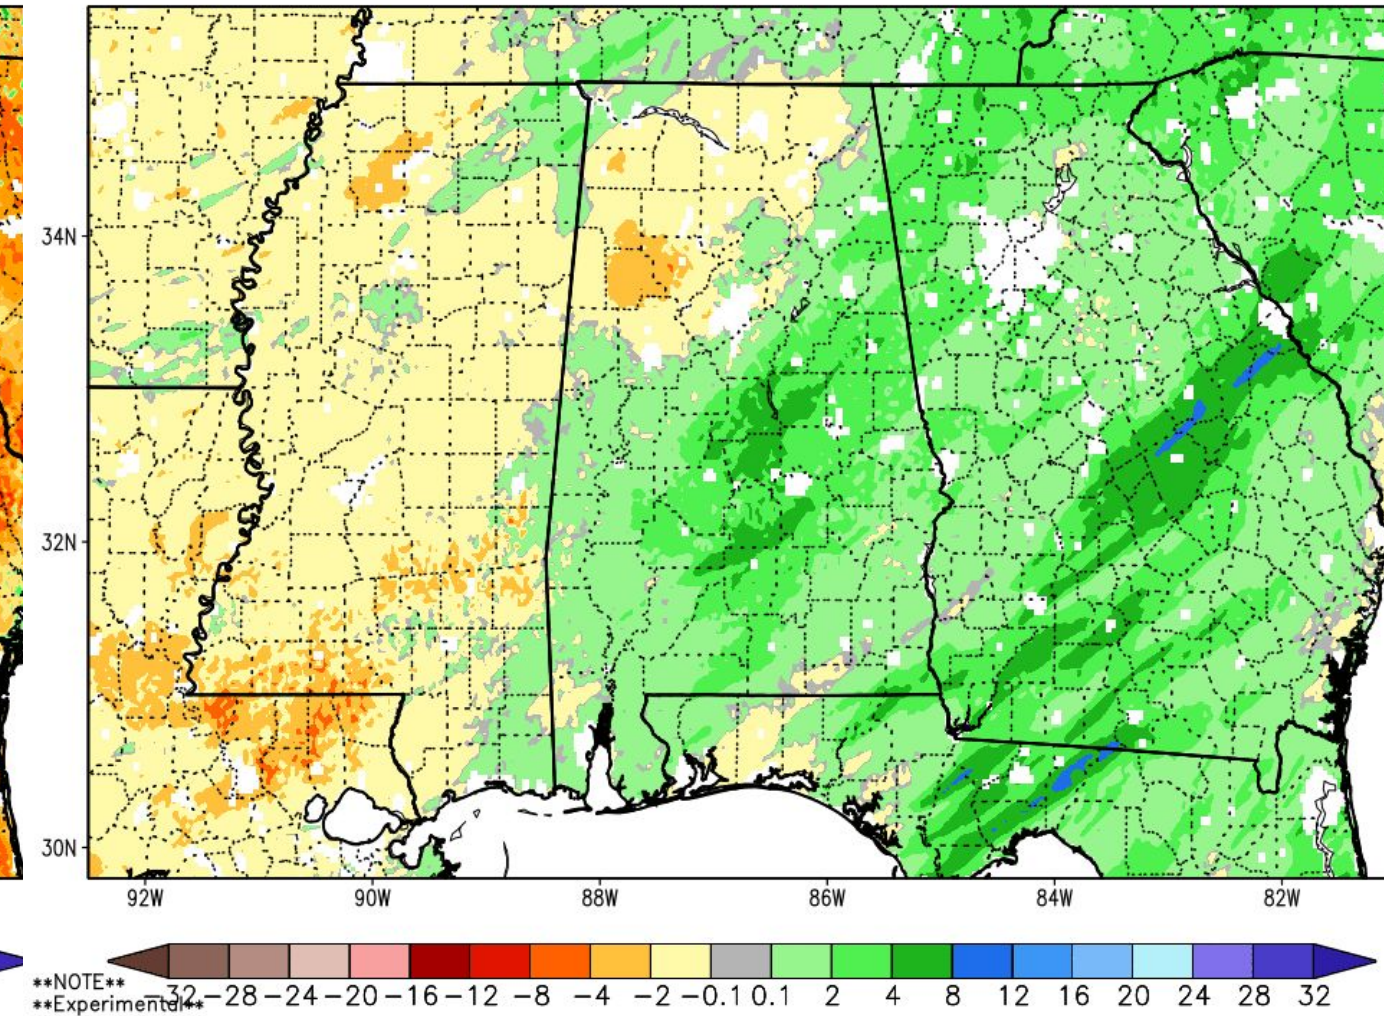 34N
32N
30N
92W 90W 88W 86W 84W 82W
**NOTE**
**Experimental**
−32 −28 −24 −20 −16 −12 −8 −4 −2 −0.1 0.1 2 4 8 12 16 20 24 28 32